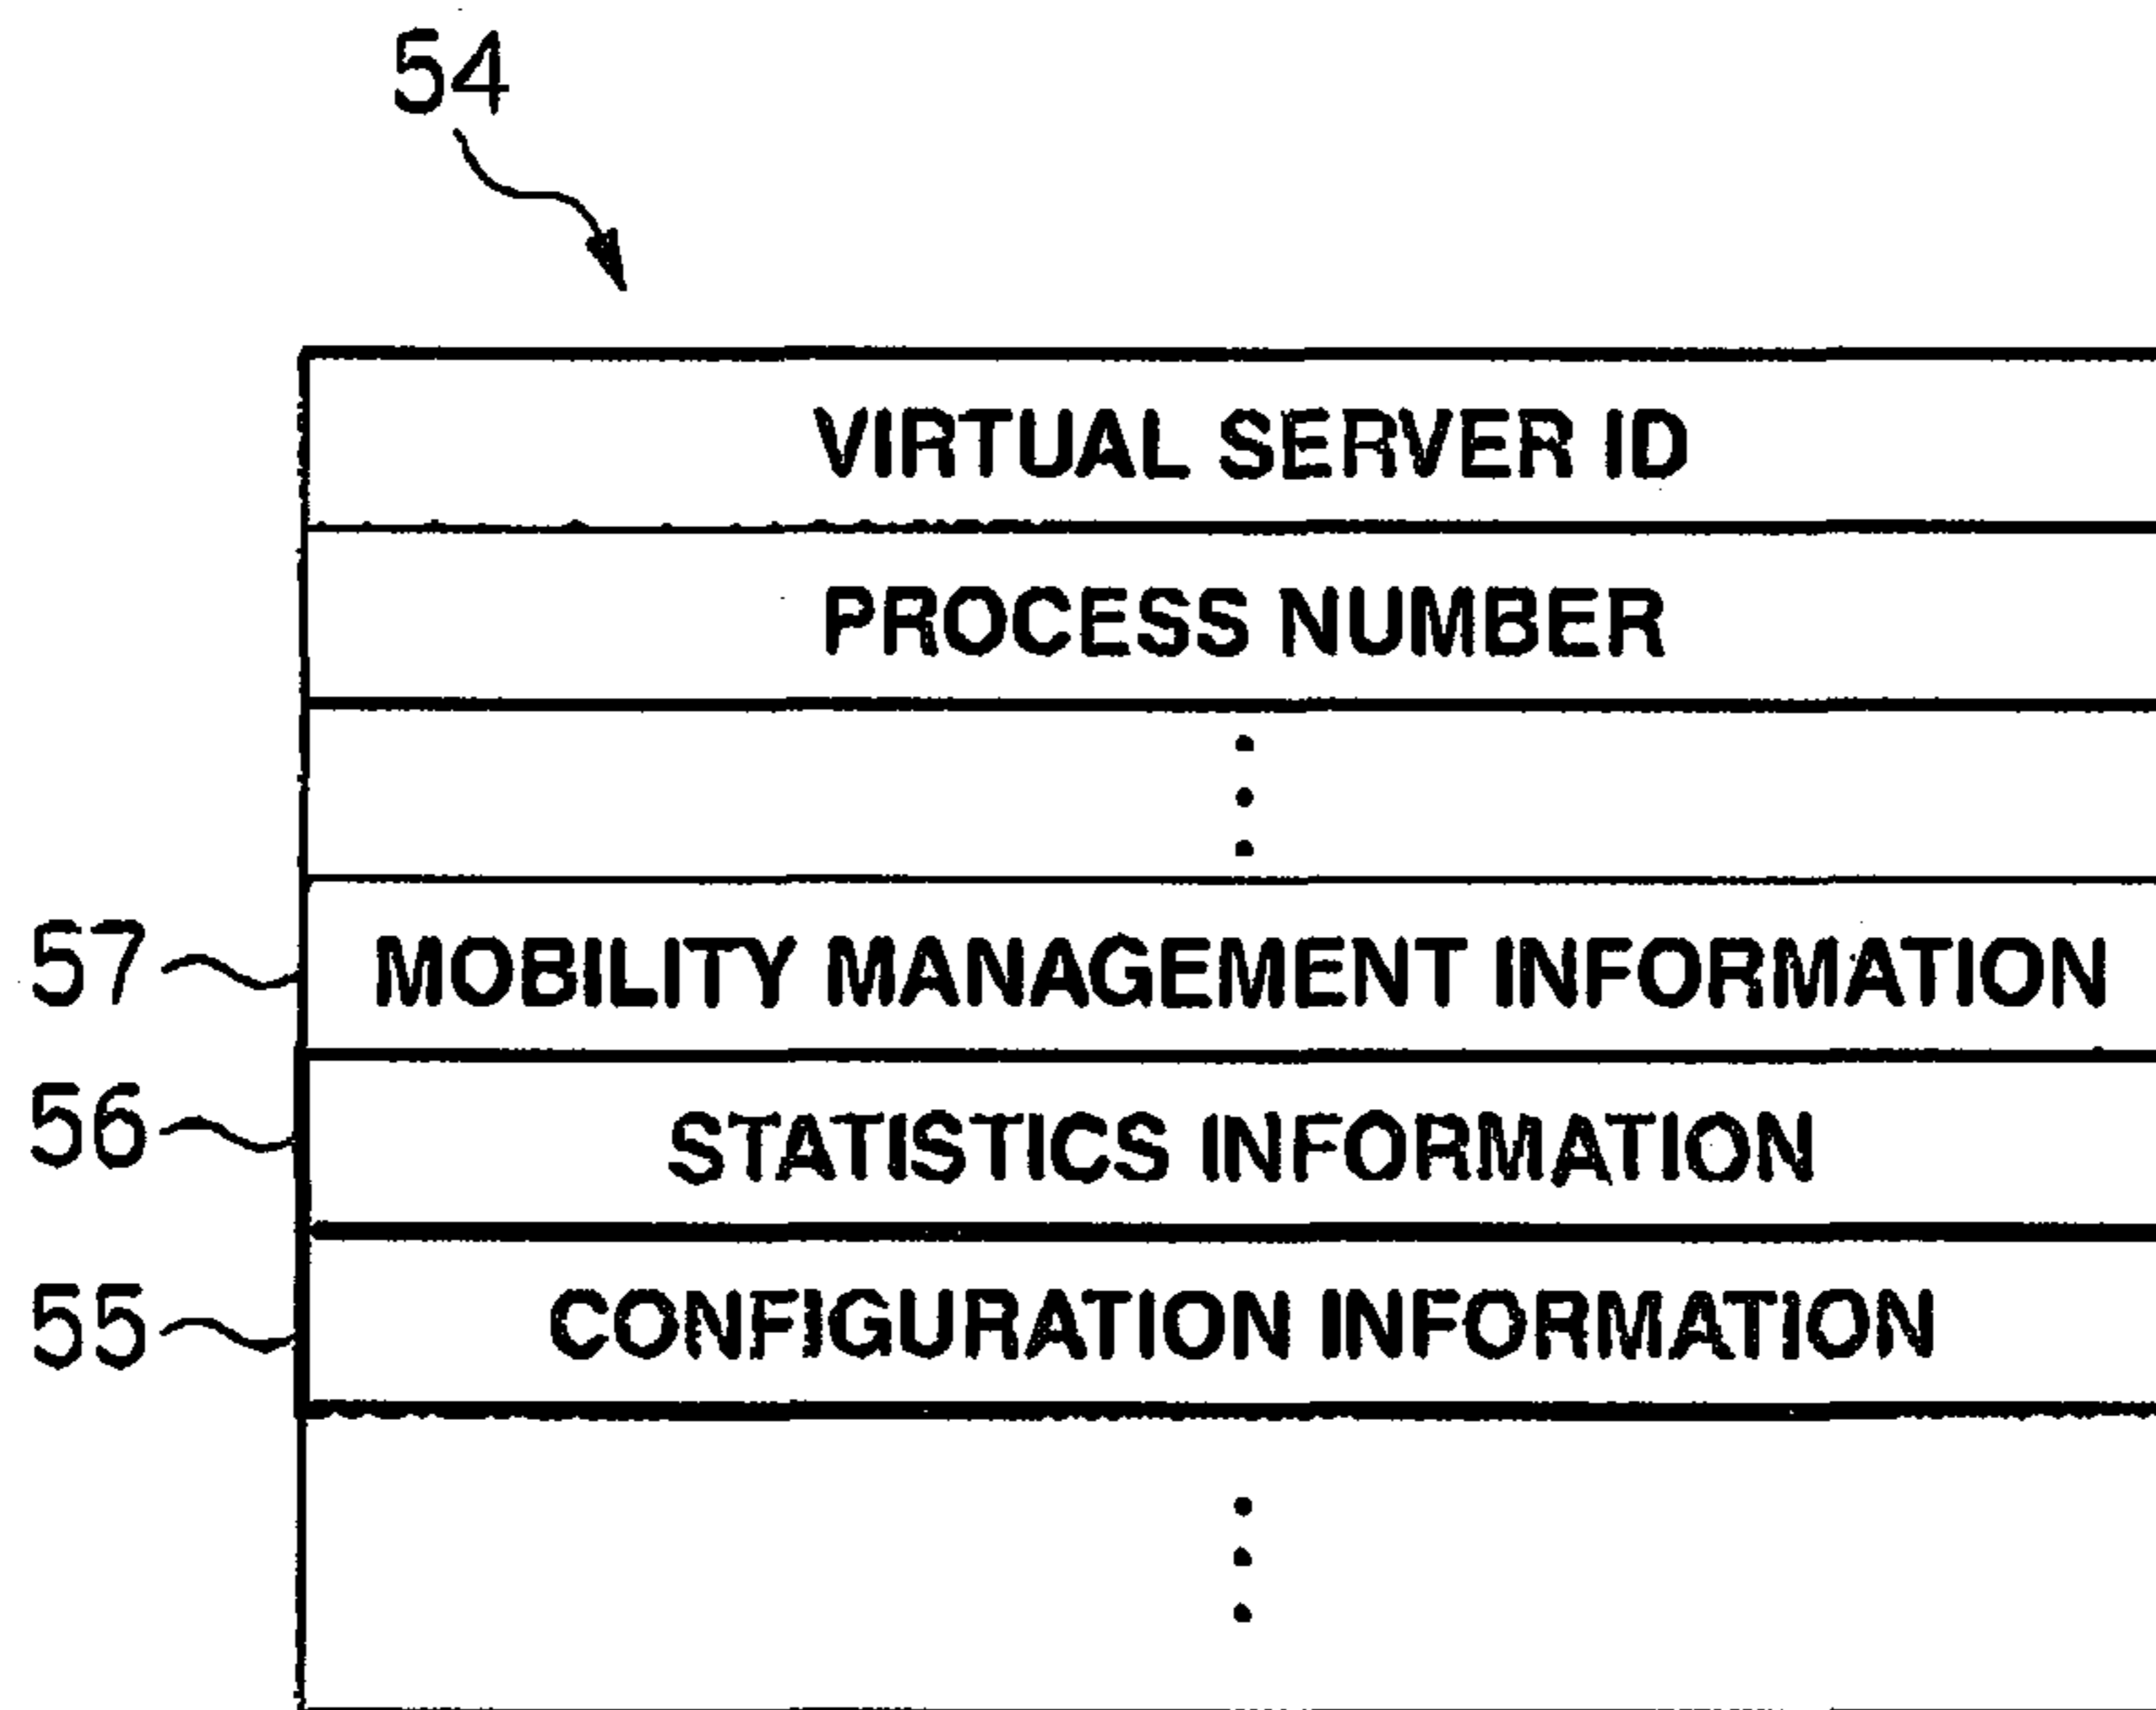 54
VIRTUAL SERVER ID
PROCESS NUMBER
57 MOBILITY MANAGEMENT INFORMATION
56 STATISTICS INFORMATION
55 CONFIGURATION INFORMATION